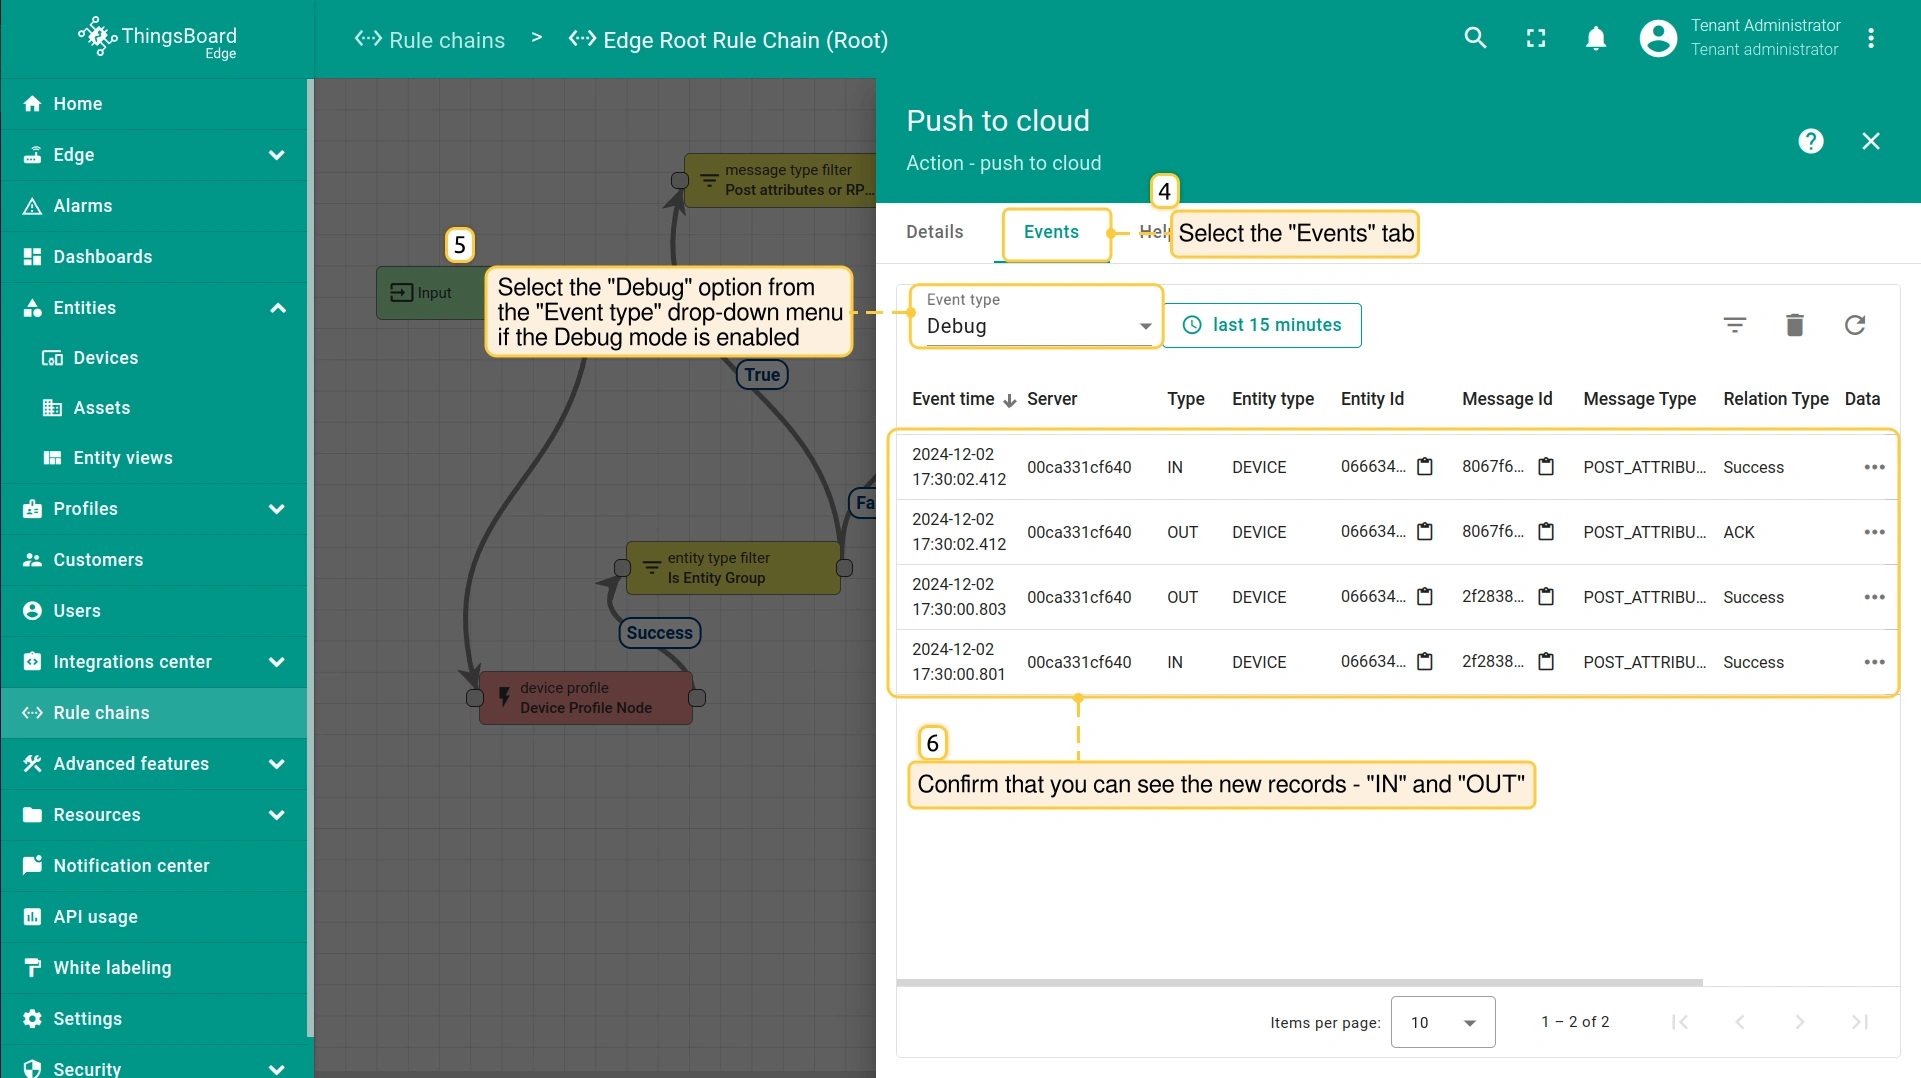 ThingsBoard
Edge
Rule chains > Edge Root Rule Chain (Root)
Tenant Administrator
Tenant administrator
Home
Edge
Alarms
Dashboards
Entities
Devices
Assets
Entity views
Profiles
Customers
Users
Integrations center
Rule chains
Advanced features
Resources
Notification center
API usage
White labeling
Settings
Security
message type filter
Post attributes or RP...
Input
5
Select the "Debug" option from
the "Event type" drop-down menu
if the Debug mode is enabled
True
entity type filter
Is Entity Group
Success
device profile
Device Profile Node
Push to cloud
Action - push to cloud
4
Details Events
Select the "Events" tab
Event type
Debug
last 15 minutes
Event time Server Type Entity type Entity Id Message Id Message Type Relation Type Data
2024-12-02
17:30:02.412 00ca331cf640 IN DEVICE 066634... 8067f6... POST_ATTRIBU... Success ...
2024-12-02
17:30:02.412 00ca331cf640 OUT DEVICE 066634... 8067f6... POST_ATTRIBU... ACK ...
2024-12-02
17:30:00.803 00ca331cf640 OUT DEVICE 066634... 2f2838... POST_ATTRIBU... Success ...
2024-12-02
17:30:00.801 00ca331cf640 IN DEVICE 066634... 2f2838... POST_ATTRIBU... Success ...
6
Confirm that you can see the new records - "IN" and "OUT"
Items per page: 10 1 – 2 of 2